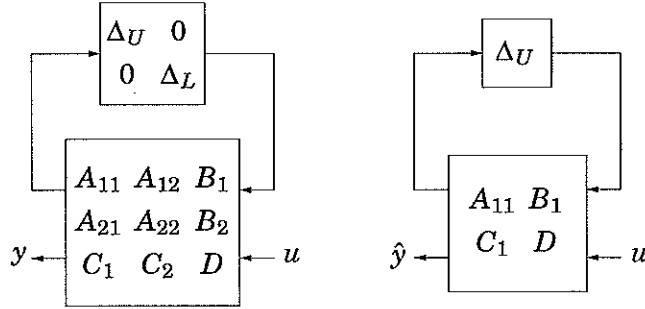 Δ_U 0
0 Δ_L
A_11 A_12 B_1
A_21 A_22 B_2
C_1 C_2 D
y
u
Δ_U
A_11 B_1
C_1 D
ŷ
u